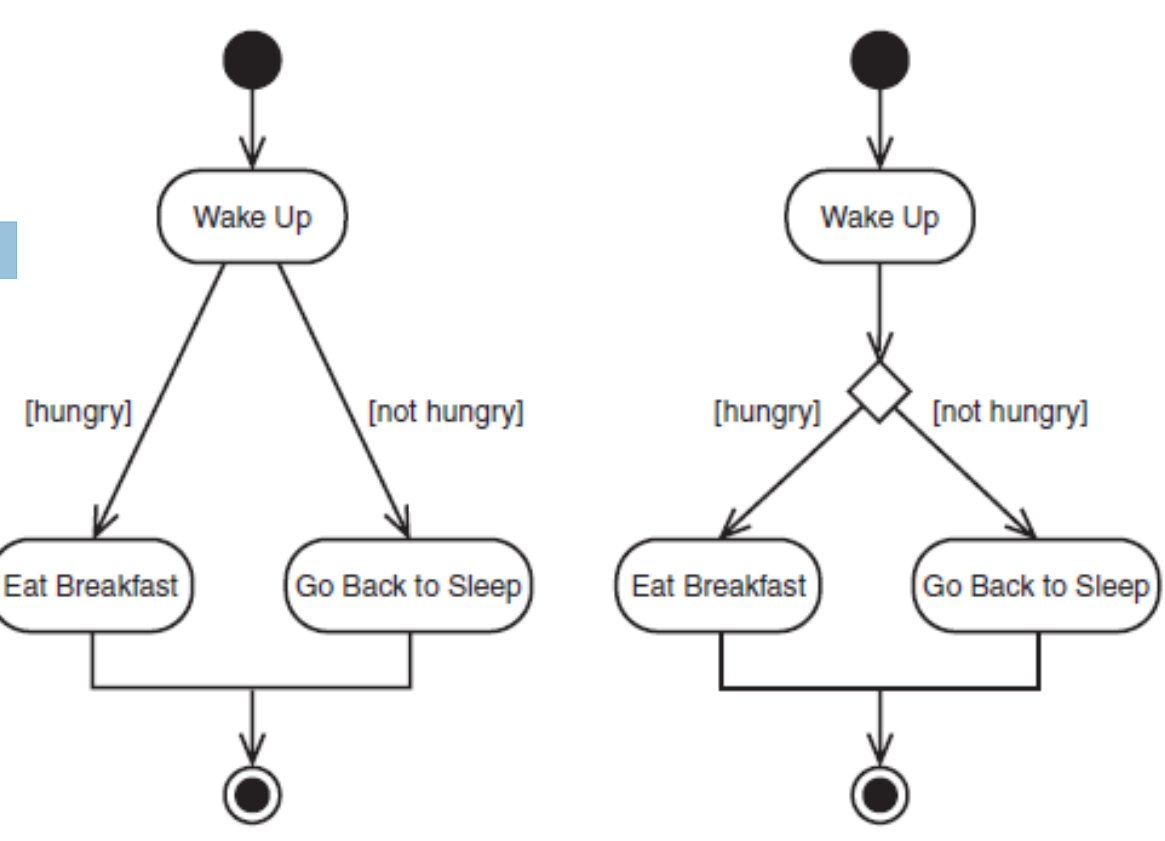 Wake Up
[hungry]
[not hungry]
Eat Breakfast
Go Back to Sleep
Wake Up
[hungry]
[not hungry]
Eat Breakfast
Go Back to Sleep